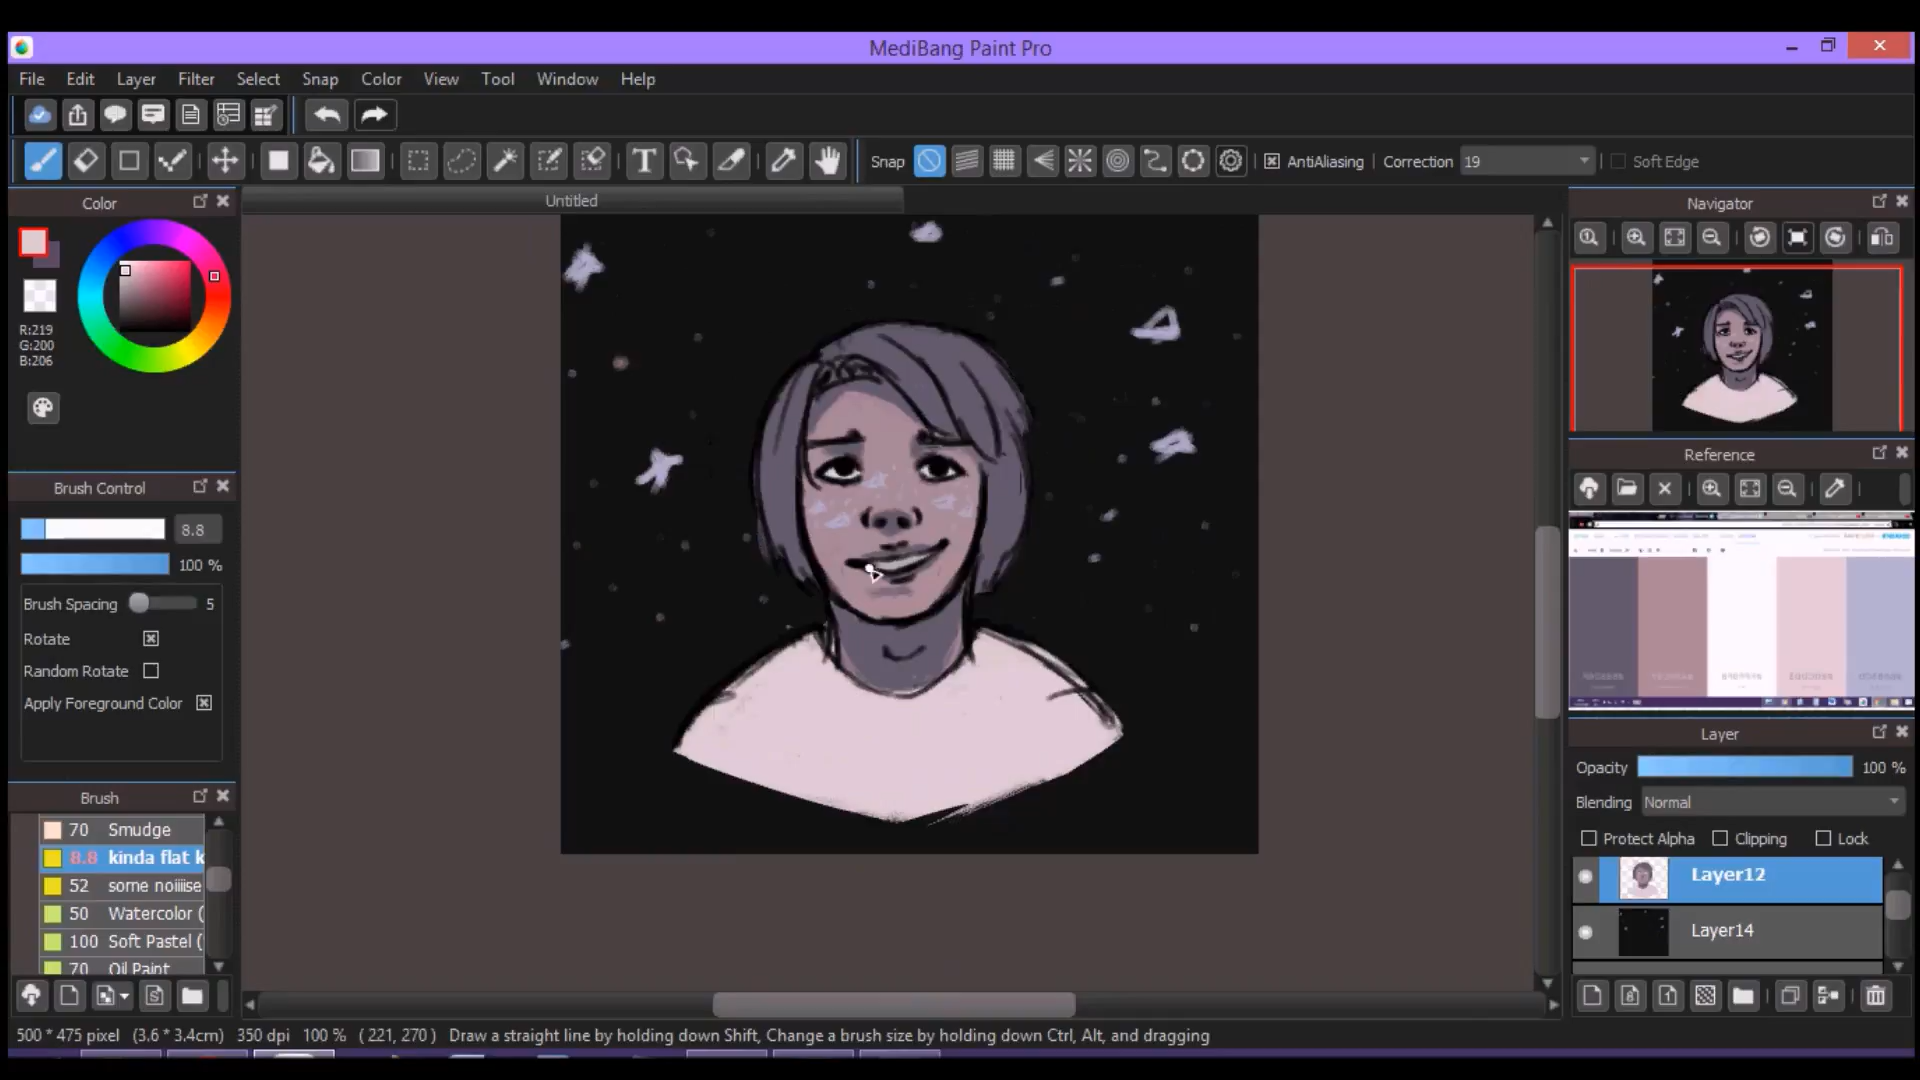 MediBang Paint Pro
File Edit Layer Filter Select Snap Color View Tool Window Help
Snap AntiAliasing Correction 19 Soft Edge
Color
Untitled
Navigator
R:219
G:200
B:206
Reference
Brush Control
8.8
100 %
Brush Spacing 5
Rotate
Random Rotate
Apply Foreground Color
Layer
Opacity 100 %
Blending Normal
Protect Alpha Clipping Lock
Layer12
Layer14
Brush
70 Smudge
8.8 kinda flat k
52 some noiiise
50 Watercolor (
100 Soft Pastel (
70 Oil Paint
500 * 475 pixel (3.6 * 3.4cm) 350 dpi 100 % ( 221, 270 ) Draw a straight line by holding down Shift, Change a brush size by holding down Ctrl, Alt, and dragging